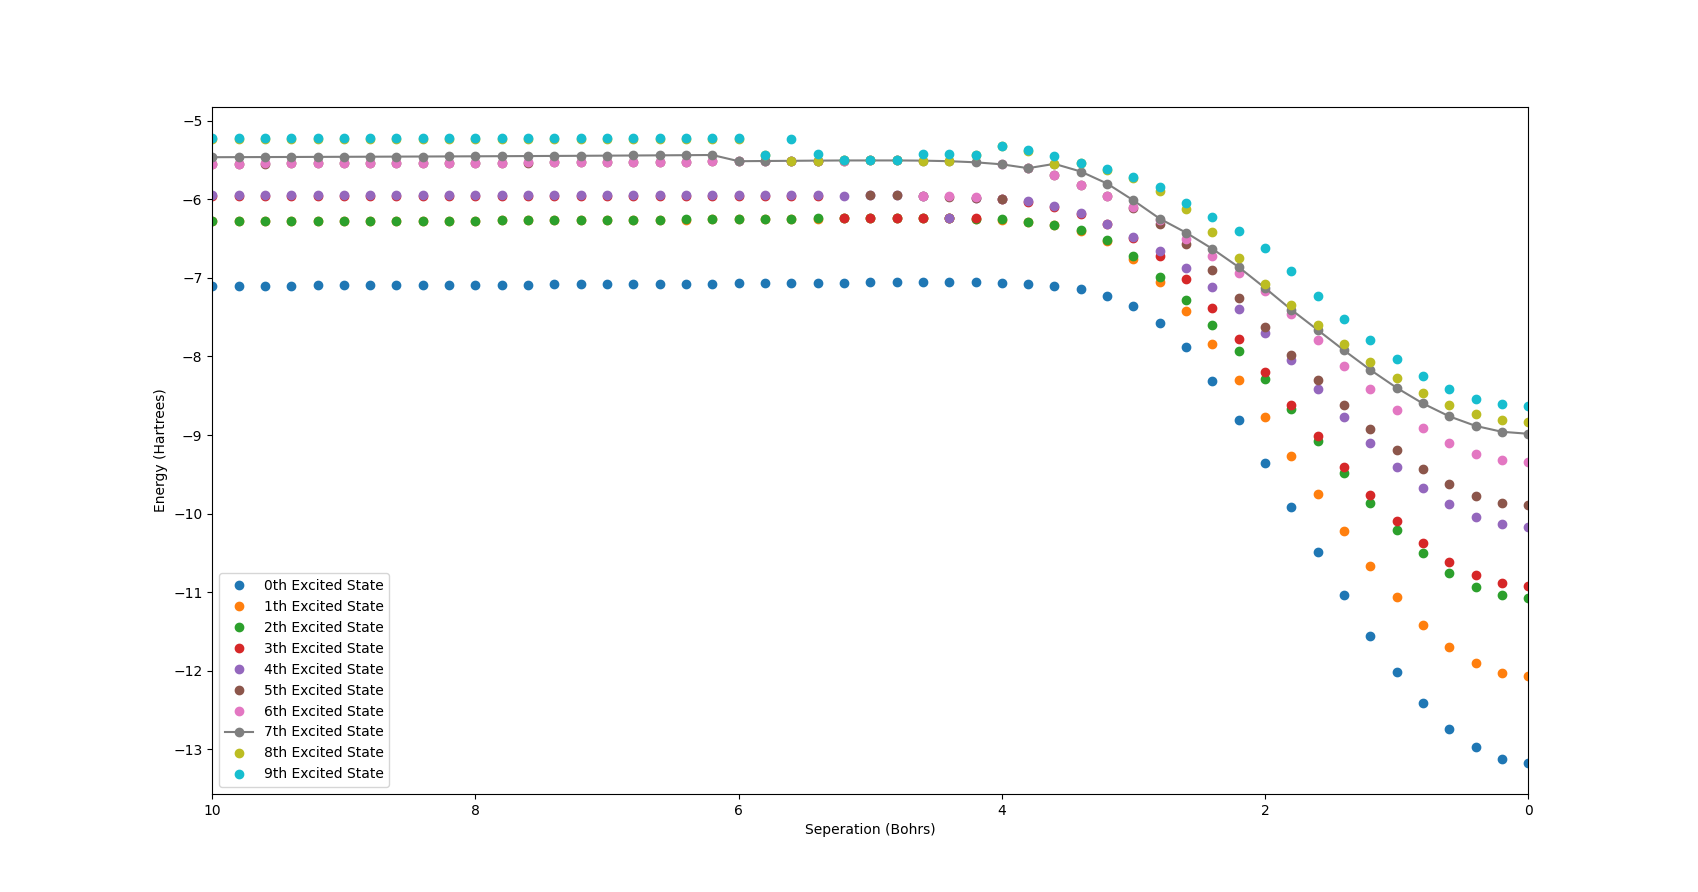 −5
−6
−7
−8
−9
−10
−11
−12
−13
Energy (Hartrees)
0th Excited State
1th Excited State
2th Excited State
3th Excited State
4th Excited State
5th Excited State
6th Excited State
7th Excited State
8th Excited State
9th Excited State
10 8 6 4 2 0
Seperation (Bohrs)